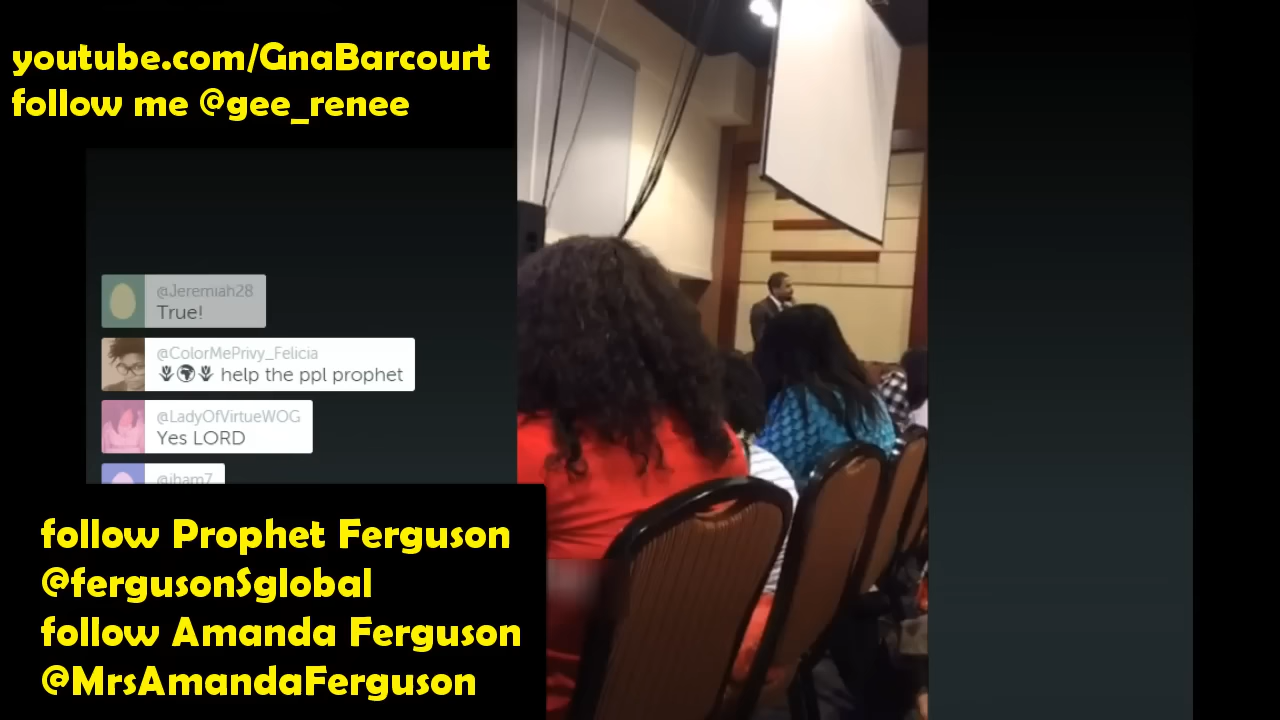 youtube.com/GnaBarcourt
follow me @gee_renee
@Jeremiah28
True!
@ColorMePrivy_Felicia
help the ppl prophet
@LadyOfVirtueWOG
Yes LORD
follow Prophet Ferguson
@fergusonSglobal
follow Amanda Ferguson
@MrsAmandaFerguson